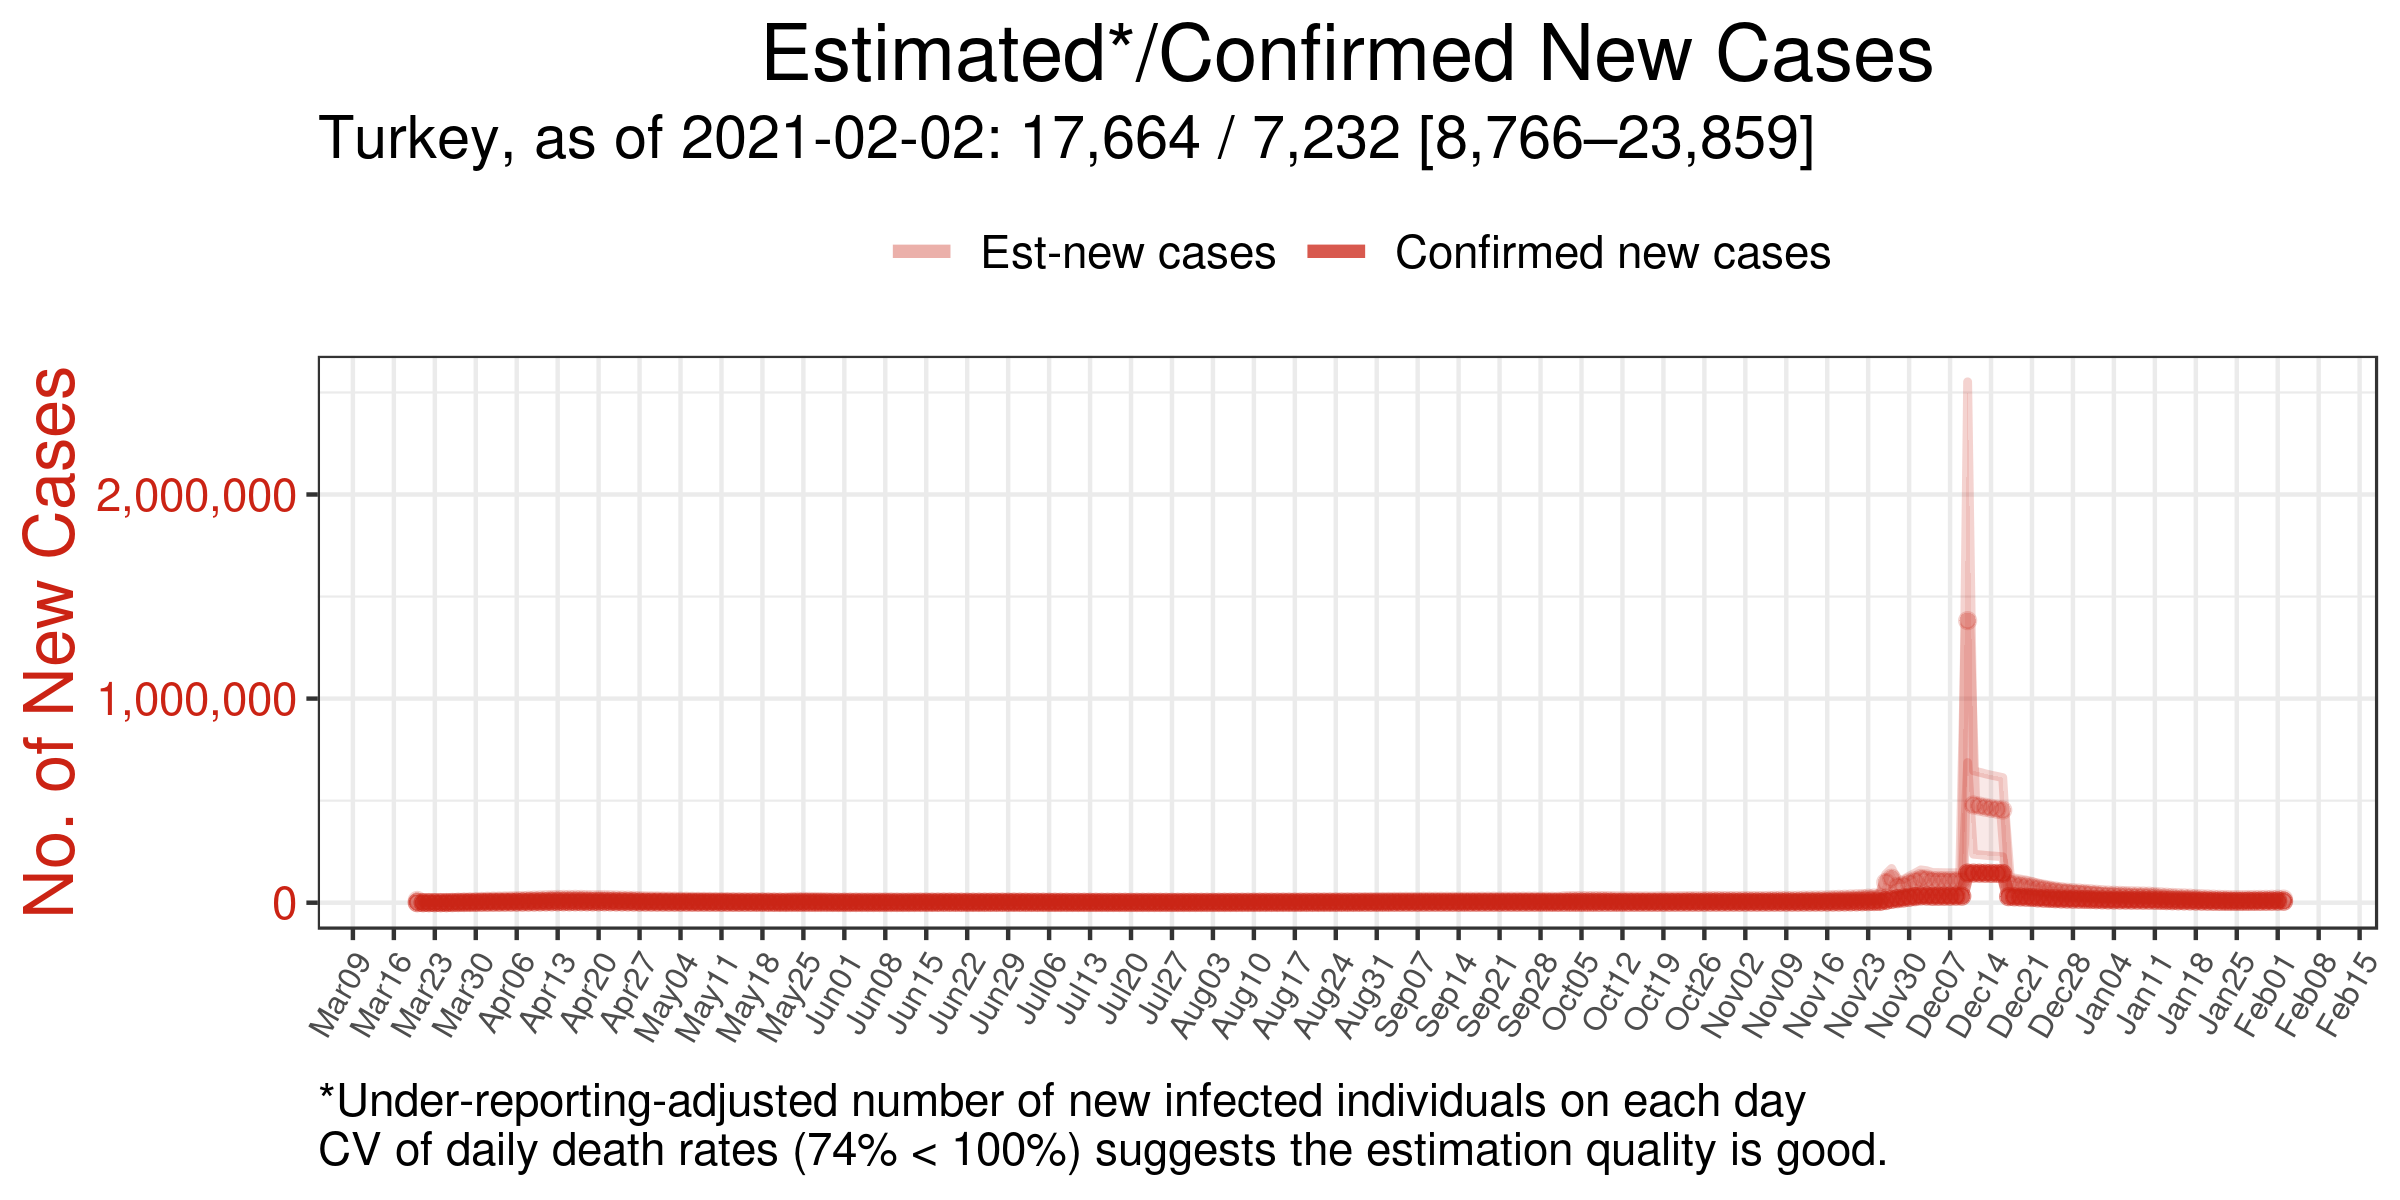 Estimated*/Confirmed New Cases
Turkey, as of 2021-02-02: 17,664 / 7,232 [8,766–23,859]
Est-new cases
Confirmed new cases
No. of New Cases
2,000,000
1,000,000
0
Mar09
Mar16
Mar23
Mar30
Apr06
Apr13
Apr20
Apr27
May04
May11
May18
May25
Jun01
Jun08
Jun15
Jun22
Jun29
Jul06
Jul13
Jul20
Jul27
Aug03
Aug10
Aug17
Aug24
Aug31
Sep07
Sep14
Sep21
Sep28
Oct05
Oct12
Oct19
Oct26
Nov02
Nov09
Nov16
Nov23
Nov30
Dec07
Dec14
Dec21
Dec28
Jan04
Jan11
Jan18
Jan25
Feb01
Feb08
Feb15
*Under-reporting-adjusted number of new infected individuals on each day
CV of daily death rates (74% < 100%) suggests the estimation quality is good.